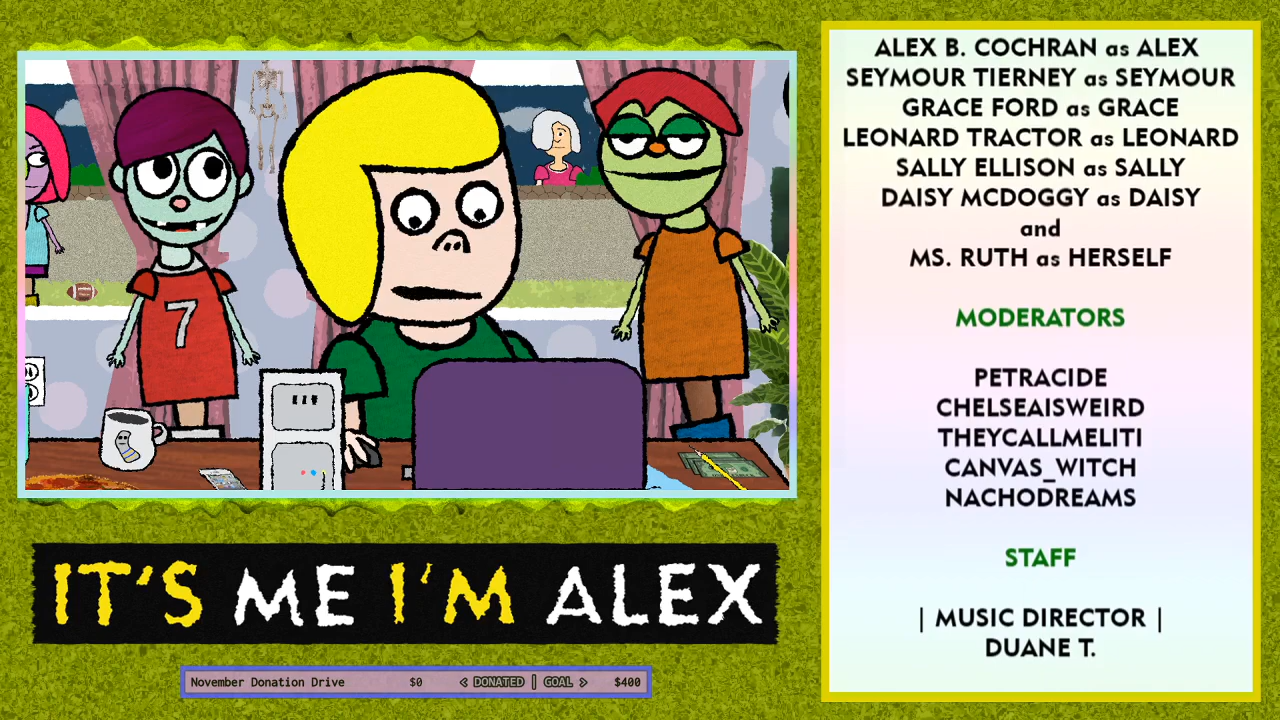 7
IT'S ME I'M ALEX
November Donation Drive $0 < DONATED | GOAL > $400
ALEX B. COCHRAN as ALEX
SEYMOUR TIERNEY as SEYMOUR
GRACE FORD as GRACE
LEONARD TRACTOR as LEONARD
SALLY ELLISON as SALLY
DAISY MCDOGGY as DAISY
and
MS. RUTH as HERSELF
MODERATORS
PETRACIDE
CHELSEAISWEIRD
THEYCALLMELITI
CANVAS_WITCH
NACHODREAMS
STAFF
| MUSIC DIRECTOR |
DUANE T.